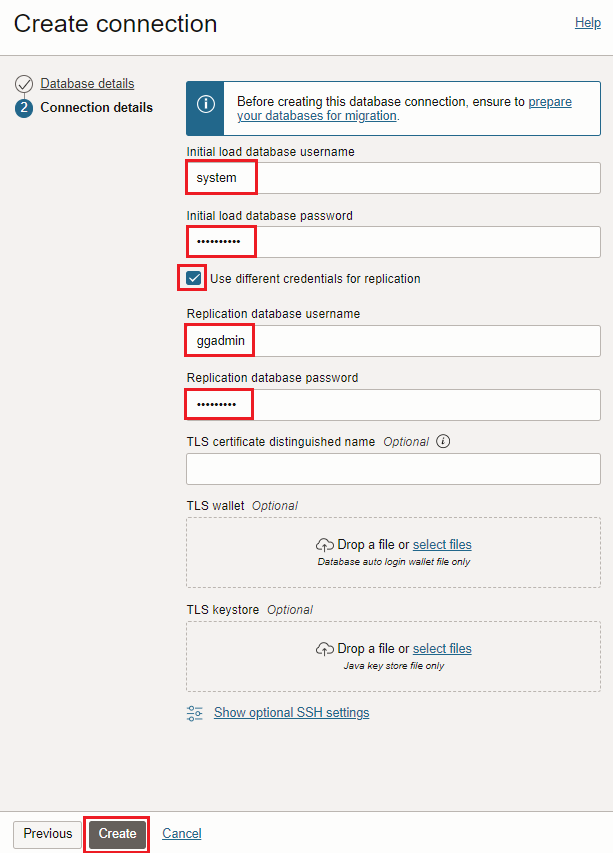 Create connection
Help
Database details
2 Connection details
Before creating this database connection, ensure to prepare
your databases for migration.
Initial load database username
system
Initial load database password
••••••••••
Use different credentials for replication
Replication database username
ggadmin
Replication database password
•••••••••
TLS certificate distinguished name Optional
TLS wallet Optional
Drop a file or select files
Database auto login wallet file only
TLS keystore Optional
Drop a file or select files
Java key store file only
Show optional SSH settings
Previous Create Cancel